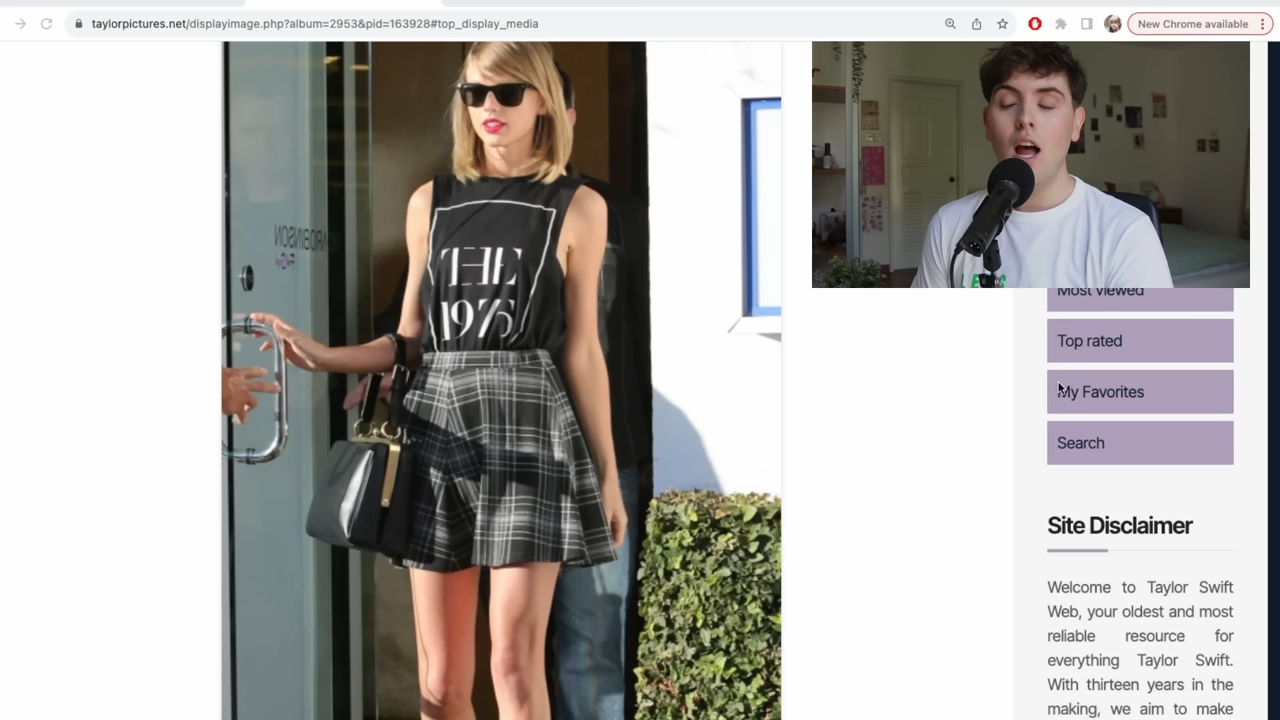 taylorpictures.net/displayimage.php?album=2953&pid=163928#top_display_media
New Chrome available
THE
1975
Most viewed
Top rated
My Favorites
Search
Site Disclaimer
Welcome to Taylor Swift
Web, your oldest and most
reliable resource for
everything Taylor Swift.
With thirteen years in the
making, we aim to make